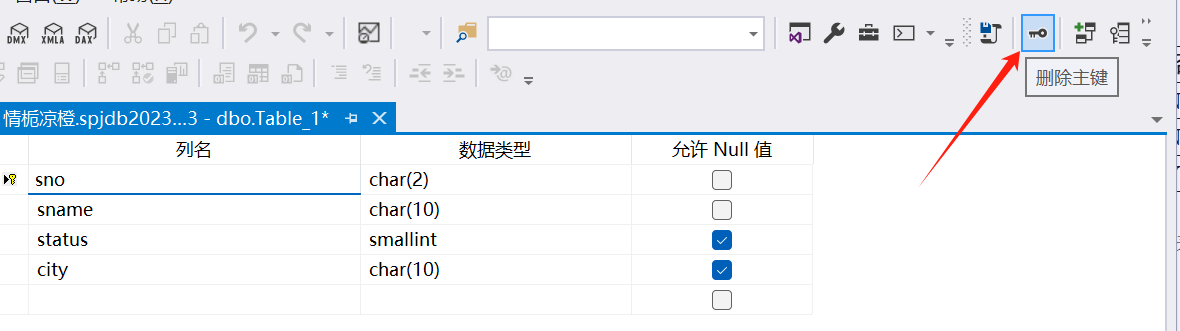 DMX XMLA DAX
删除主键
情栀凉橙.spjdb2023...3 - dbo.Table_1*
列名 数据类型 允许 Null 值
sno char(2)
sname char(10)
status smallint
city char(10)